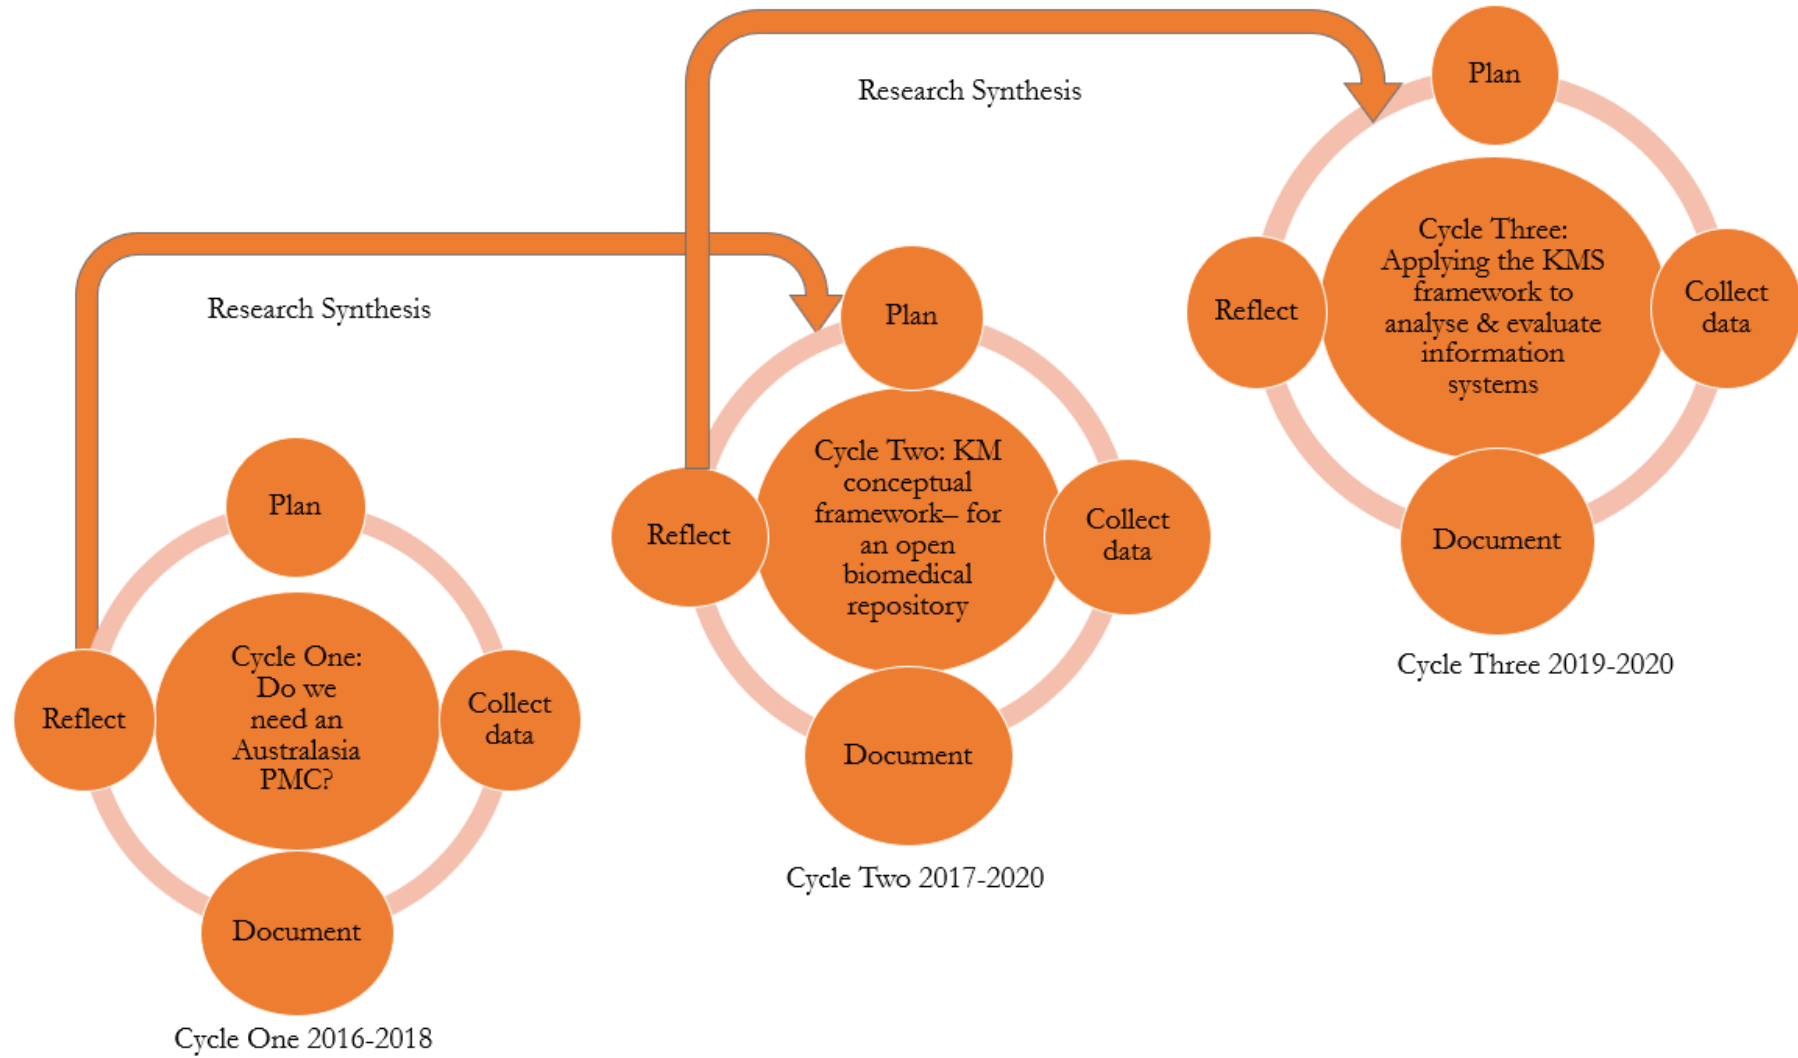 Research Synthesis
Plan
Cycle Three:
Applying the KMS
framework to
analyse & evaluate
information
systems
Reflect
Collect
data
Document
Cycle Three 2019-2020
Research Synthesis
Plan
Cycle Two: KM
conceptual
framework– for
an open
biomedical
repository
Reflect
Collect
data
Document
Cycle Two 2017-2020
Plan
Cycle One:
Do we
need an
Australasia
PMC?
Reflect
Collect
data
Document
Cycle One 2016-2018